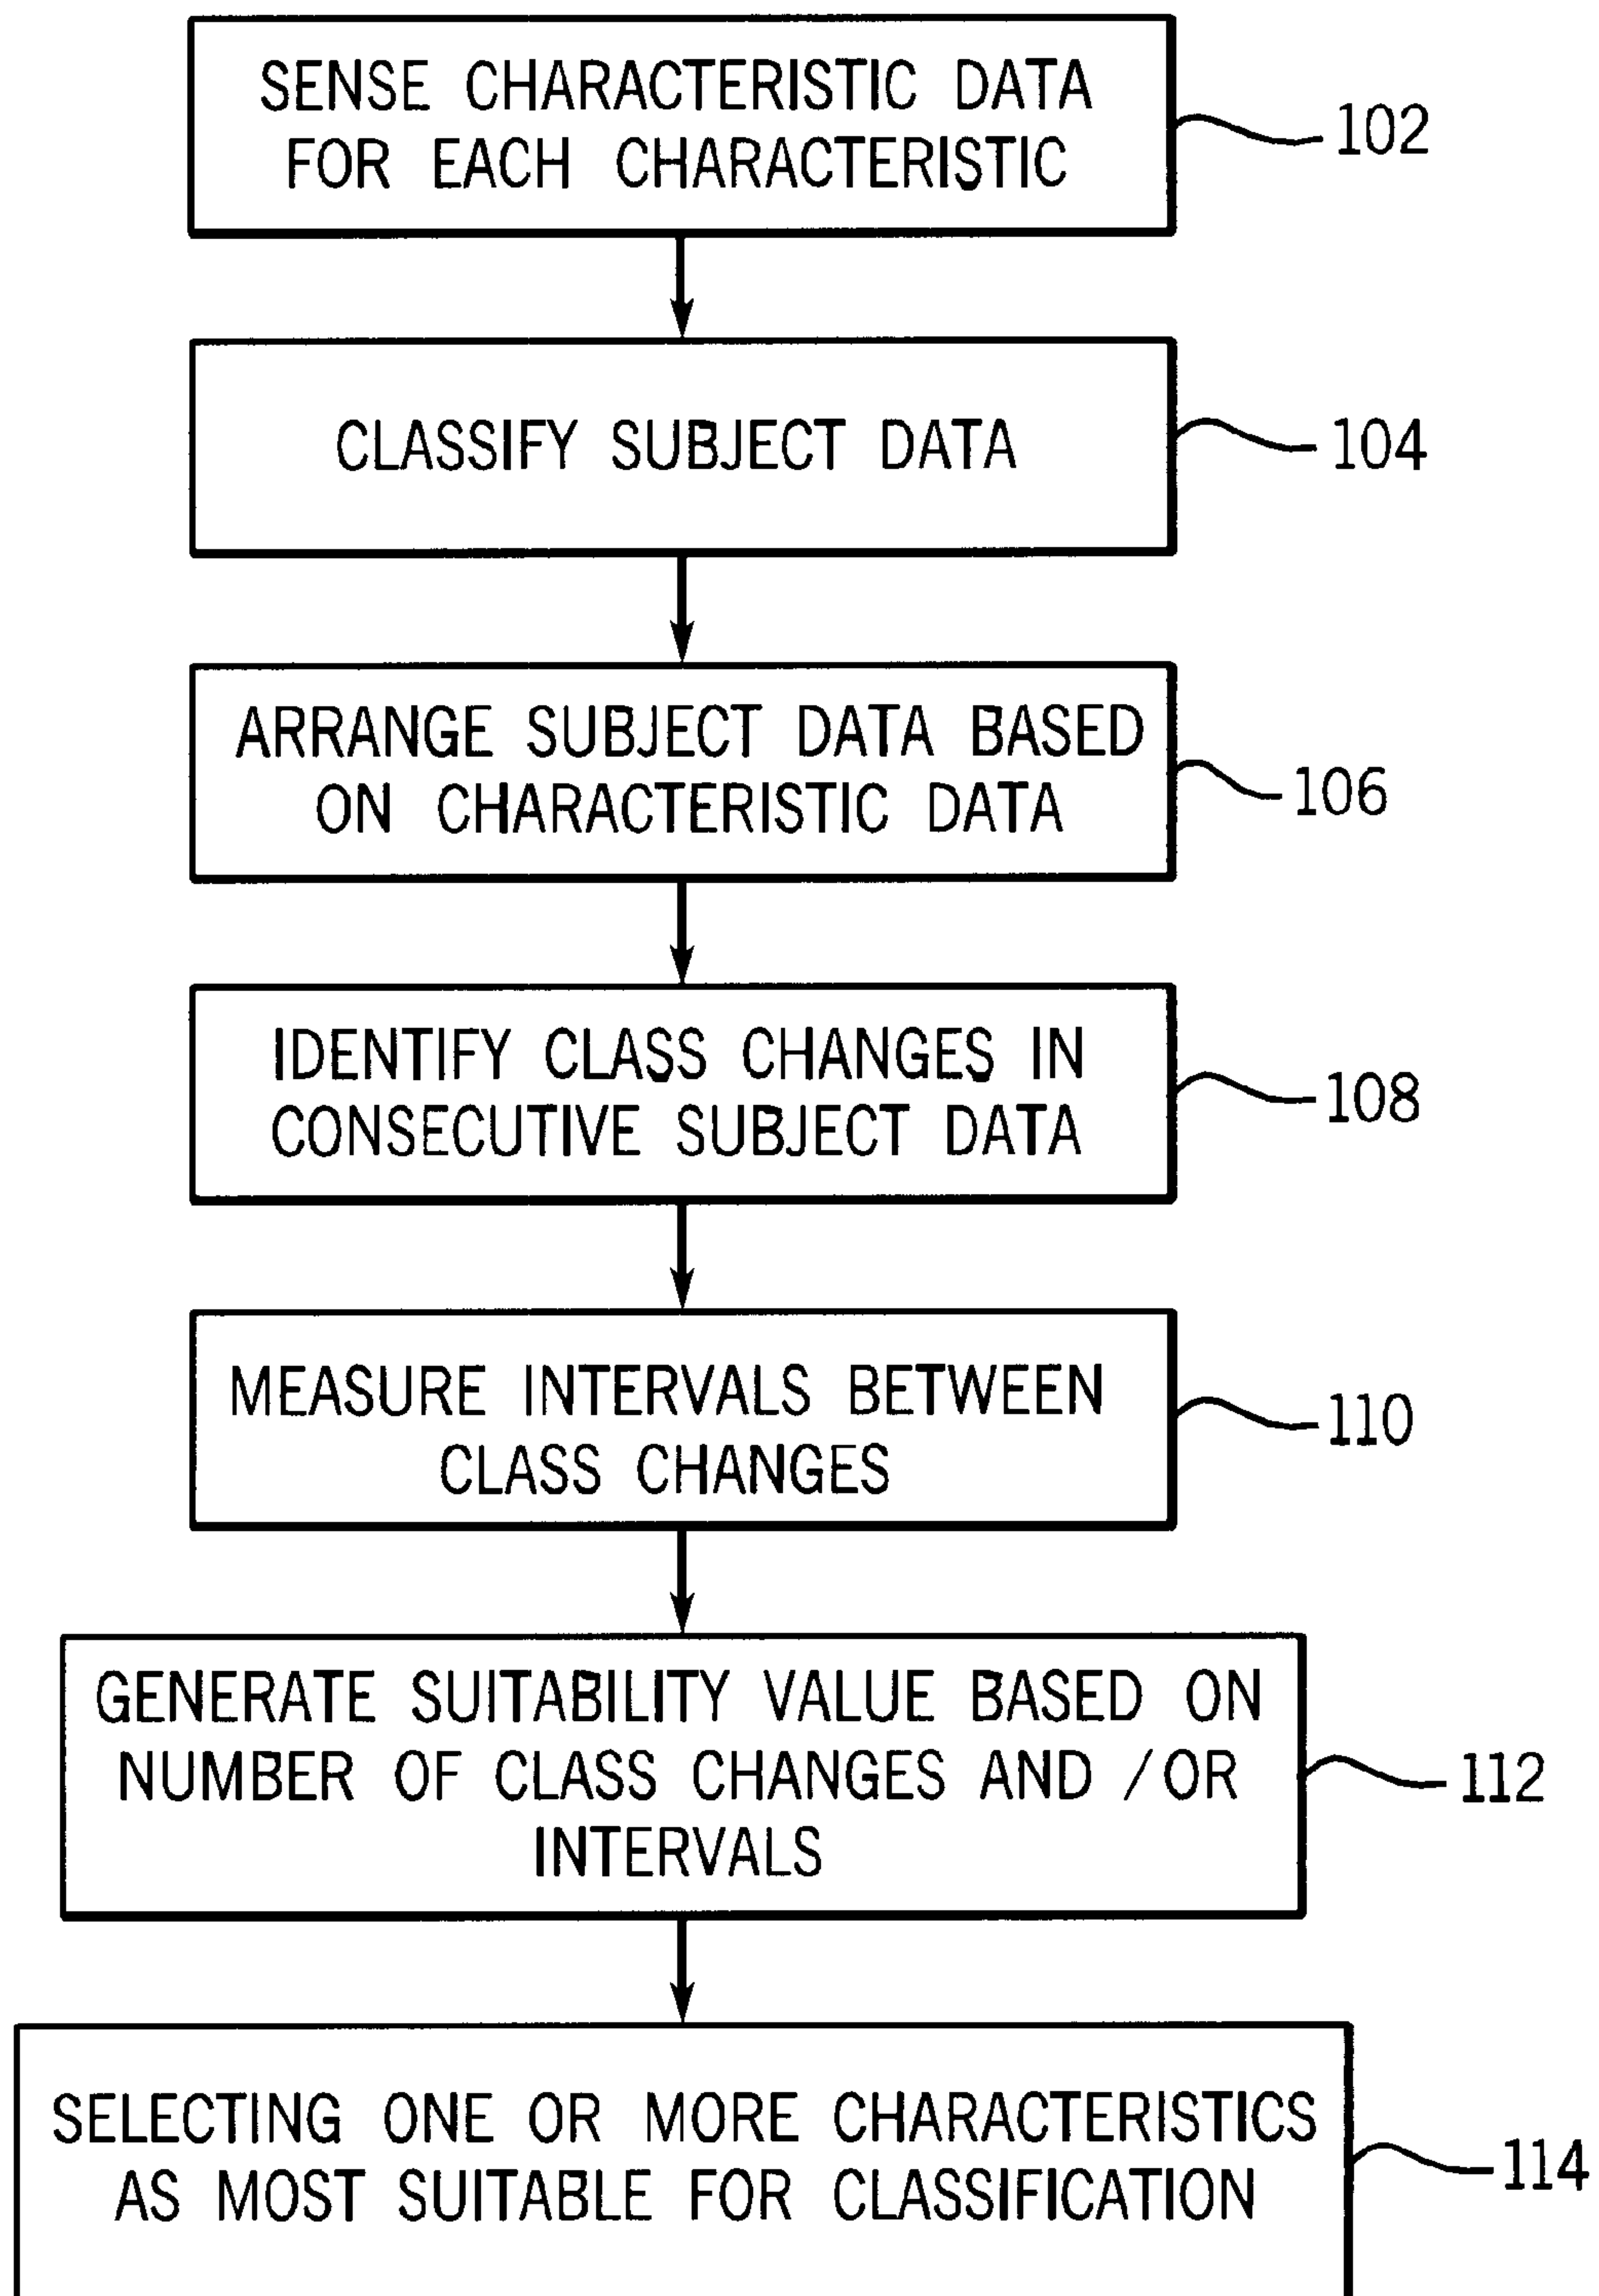 SENSE CHARACTERISTIC DATA
FOR EACH CHARACTERISTIC
102
CLASSIFY SUBJECT DATA
104
ARRANGE SUBJECT DATA BASED
ON CHARACTERISTIC DATA
106
IDENTIFY CLASS CHANGES IN
CONSECUTIVE SUBJECT DATA
108
MEASURE INTERVALS BETWEEN
CLASS CHANGES
110
GENERATE SUITABILITY VALUE BASED ON
NUMBER OF CLASS CHANGES AND /OR
INTERVALS
112
SELECTING ONE OR MORE CHARACTERISTICS
AS MOST SUITABLE FOR CLASSIFICATION
114